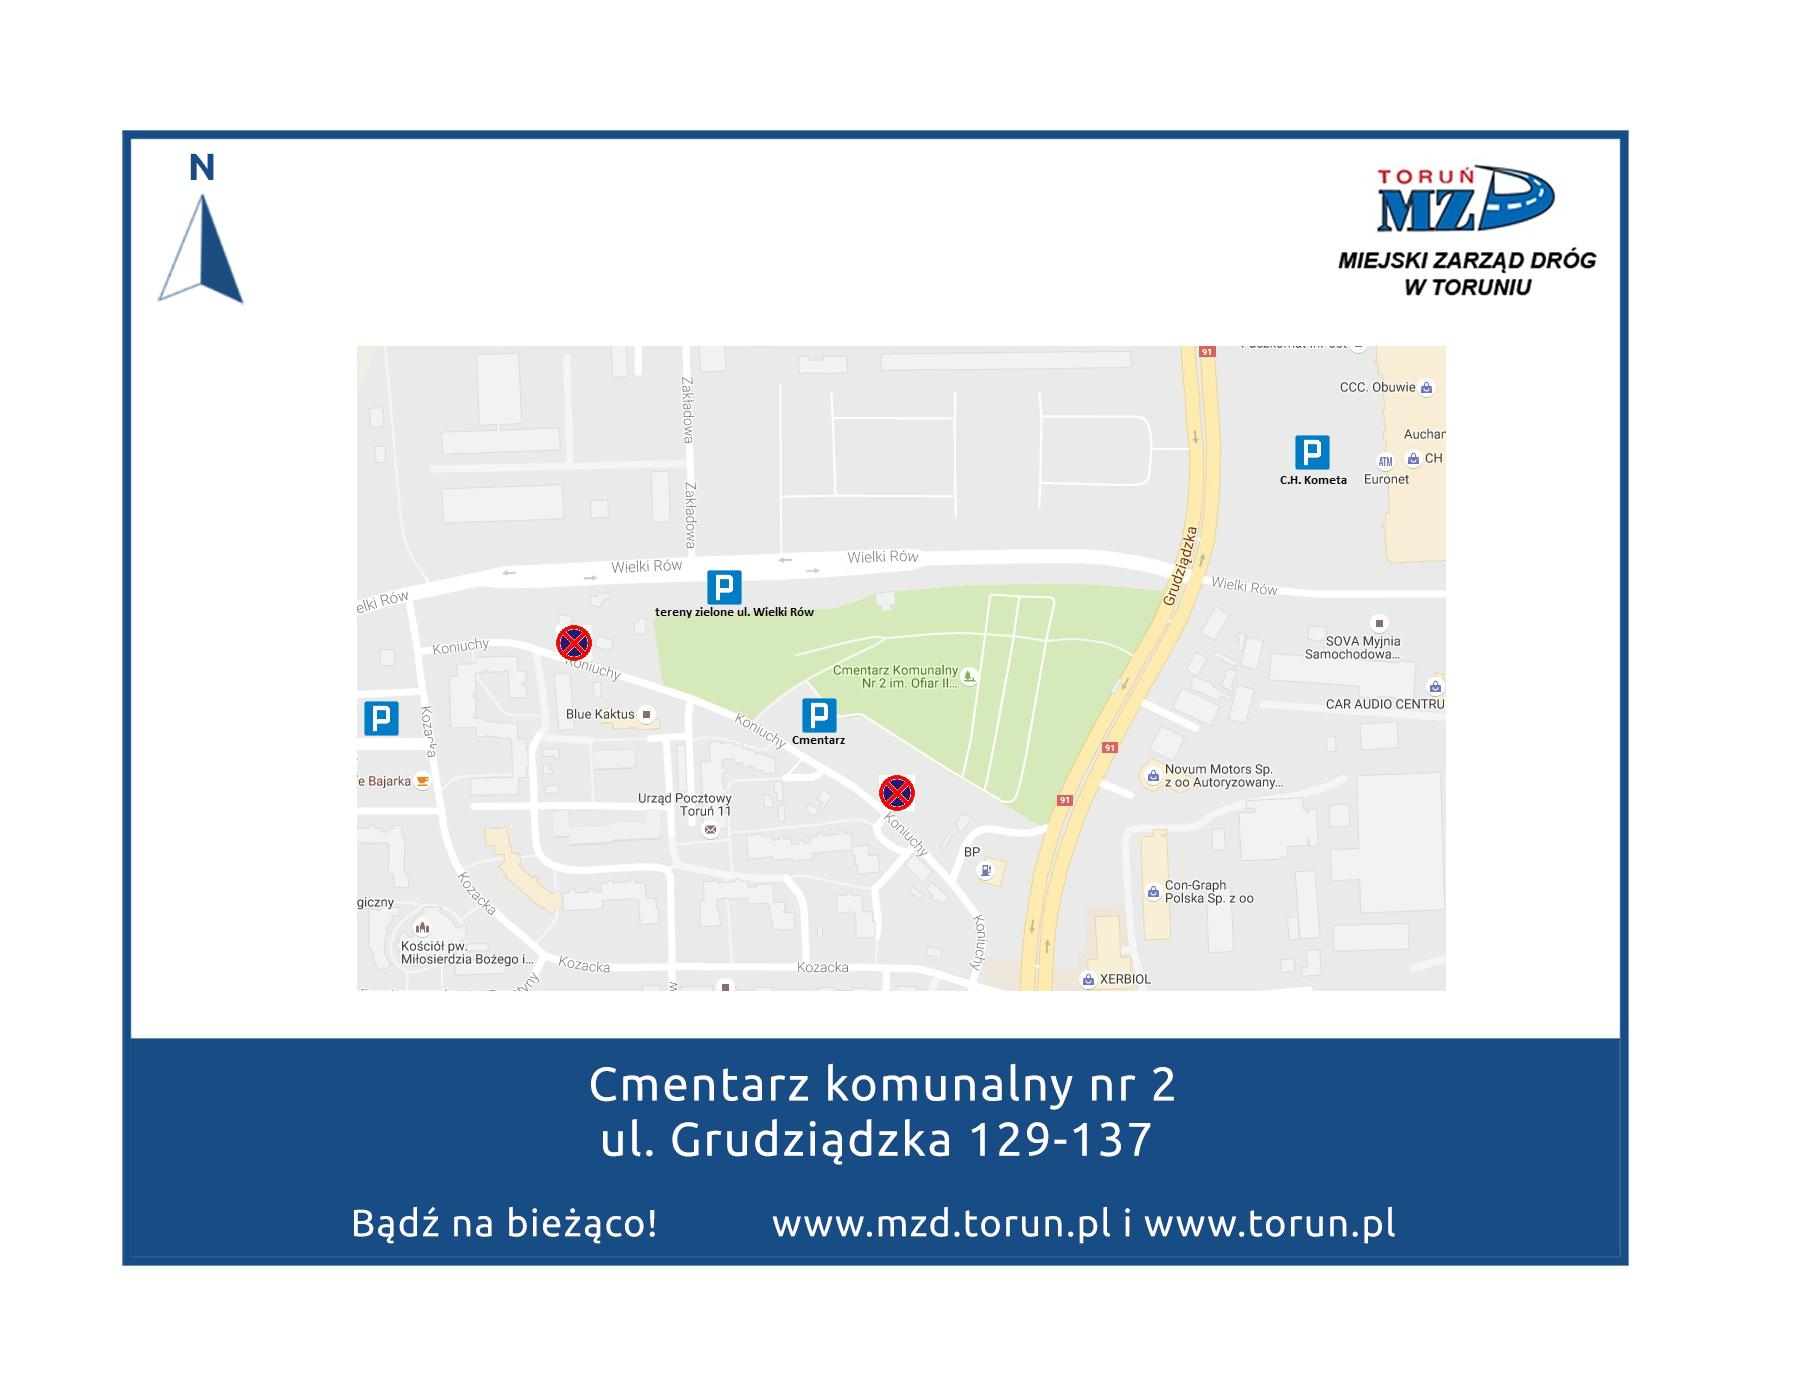 N
TORUŃ
MZD
MIEJSKI ZARZĄD DRÓG
W TORUNIU
91
CCC. Obuwie
Zakładowa
Auchan
CH
P
ATM
Euronet
C.H. Kometa
Zakładowa
Grudziądzka
Wielki Rów
Wielki Rów
P
Wielki Rów
elki Rów
tereny zielone ul. Wielki Rów
SOVA Myjnia
Samochodowa...
Koniuchy
Koniuchy
Cmentarz Komunalny
Nr 2 im. Ofiar II...
CAR AUDIO CENTRU
P
Kozacka
Blue Kaktus
Koniuchy
P
Cmentarz
91
Novum Motors Sp.
z oo Autoryzowany...
'e Bajarka
Urząd Pocztowy
Toruń 11
91
Koniuchy
BP
Kozacka
Con-Graph
Polska Sp. z oo
giczny
Kościół pw.
Miłosierdzia Bożego i...
Koniuchy
Kozacka
Kozacka
XERBIOL
Cmentarz komunalny nr 2
ul. Grudziądzka 129-137
Bądź na bieżąco! www.mzd.torun.pl i www.torun.pl